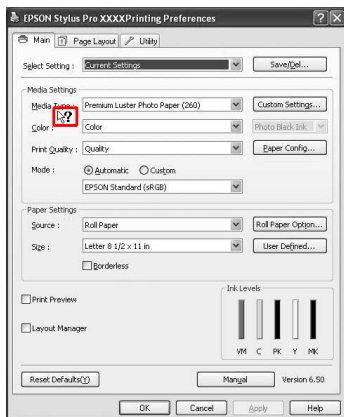 EPSON Stylus Pro XXXX Printing Preferences
Main Page Layout Utility
Select Setting : Current Settings Save/Del...
Media Settings
Media Type : Premium Luster Photo Paper (260) Custom Settings...
Color : Color Photo Black Ink
Print Quality : Quality Paper Config...
Mode : Automatic Custom
EPSON Standard (sRGB)
Paper Settings
Source : Roll Paper Roll Paper Option...
Size : Letter 8 1/2 x 11 in User Defined...
Borderless
Print Preview
Layout Manager
Ink Levels
VM C PK Y MK
Reset Defaults(Y) Manual Version 6.50
OK Cancel Apply Help